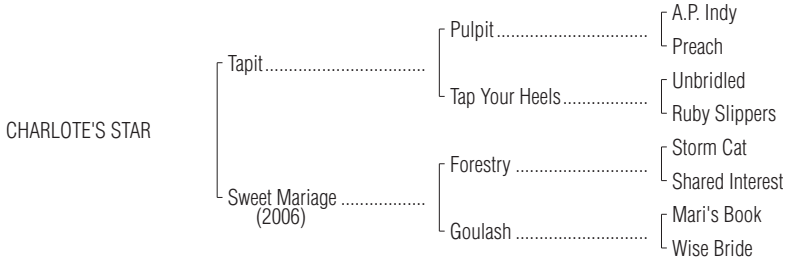 A.P. Indy
Pulpit................................
Preach
Tapit..................................
Unbridled
Tap Your Heels..................
Ruby Slippers
CHARLOTE'S STAR
Storm Cat
Forestry ............................
Shared Interest
Sweet Mariage ..................
(2006)
Mari's Book
Goulash ............................
Wise Bride